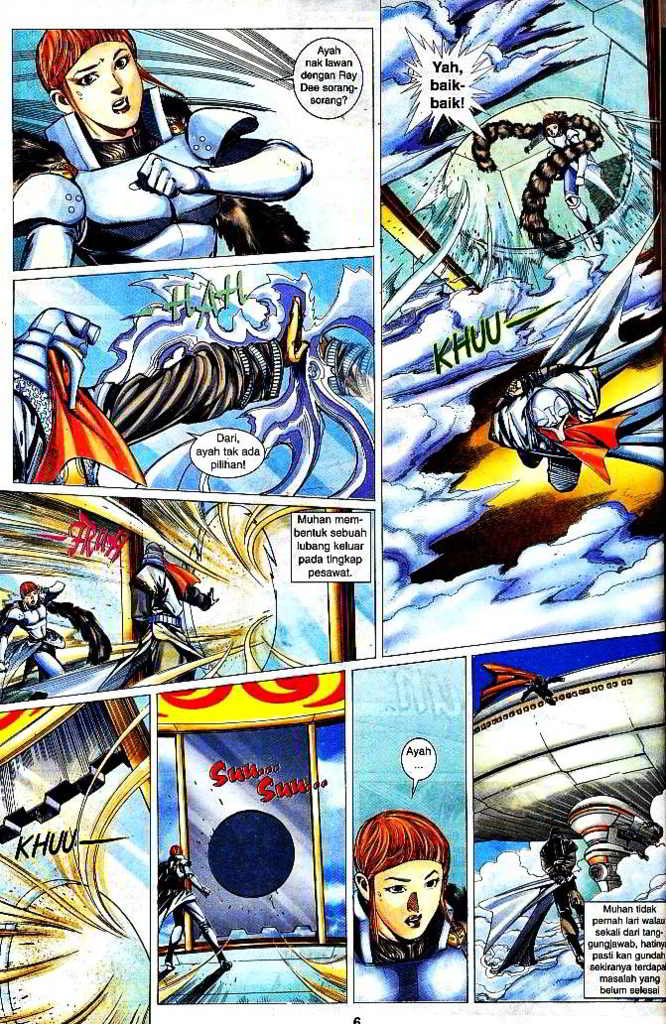 Ayah
nak lawan
dengan Ray
Dee sorang-
sorang?
HAH
Dari,
ayah tak ada
pilihan!
Muhan mem-
bentuk sebuah
lubang keluar
pada tingkap
pesawat.
Yah,
baik-
baik!
KHUU
KHUU
Suu...
Suu...
Ayah
...
Muhan tidak
pernah lari walau
sekali dari tang-
gungjawab, hatinya
pasti kan gundah
sekiranya terdapat
masalah yang
belum selesai
6